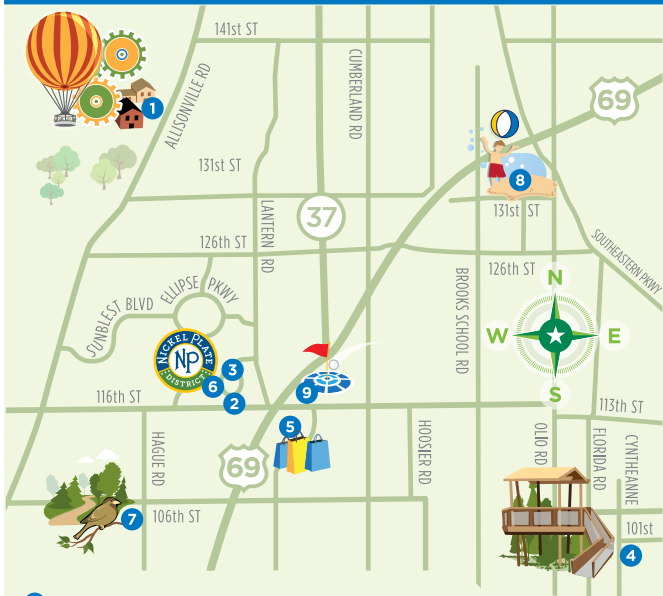 141st ST
ALLISONVILLE RD
CUMBERLAND RD
69
1
131st ST
8
131st ST
LANTERN RD
37
126th ST
SOUTHEASTERN PKWY
126th ST
BROOKS SCHOOL RD
N
W
E
S
SUNBLEST BLVD
ELLIPSE PKWY
NICKEL PLATE
NP
DISTRICT
3
6
2
9
116th ST
113th ST
5
69
HAGUE RD
HOOSIER RD
OLIO RD
FLORIDA RD
CYNTHEANNE
7
106th ST
101st
4